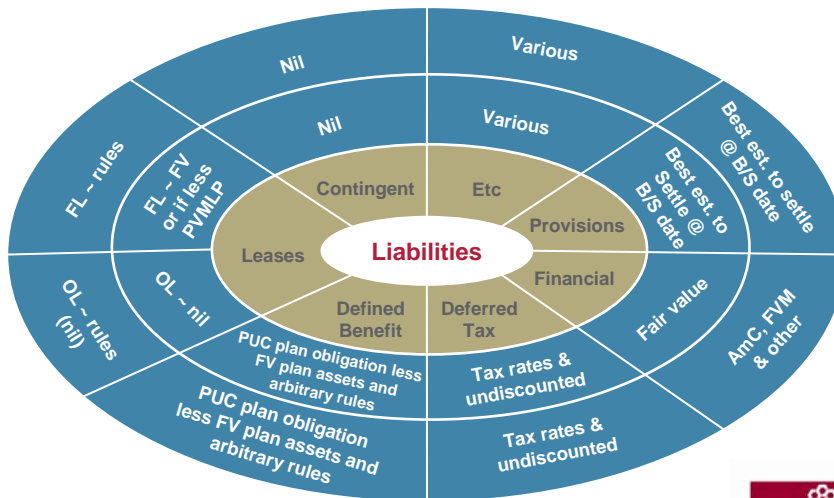 Nil
Various
Nil
Various
FL ~ rules
FL ~ FV
or if less
PVMLP
Best est. to
Settle @
B/S date
Best est. to settle
@ B/S date
Contingent
Etc
Provisions
Leases
Liabilities
Financial
Defined
Benefit
Deferred
Tax
OL ~ rules
(nil)
OL ~ nil
Fair value
AmC, FVM
& other
PUC plan obligation less
FV plan assets and
arbitrary rules
Tax rates &
undiscounted
PUC plan obligation
less FV plan assets and
arbitrary rules
Tax rates &
undiscounted